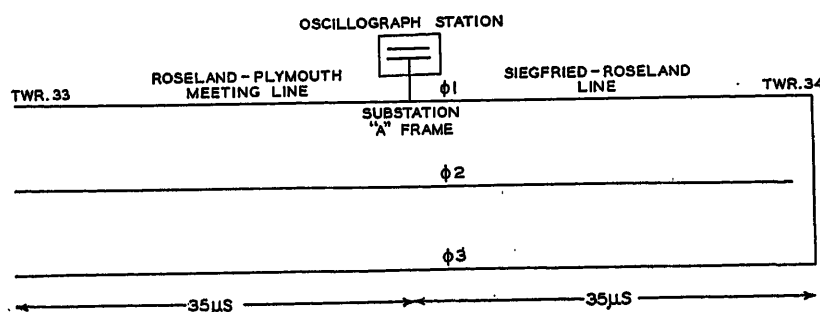 OSCILLOGRAPH STATION
ROSELAND-PLYMOUTH
MEETING LINE
SIEGFRIED-ROSELAND
LINE
TWR. 33
φ1
TWR. 34
SUBSTATION
"A" FRAME
φ2
φ3
35μS
35μS